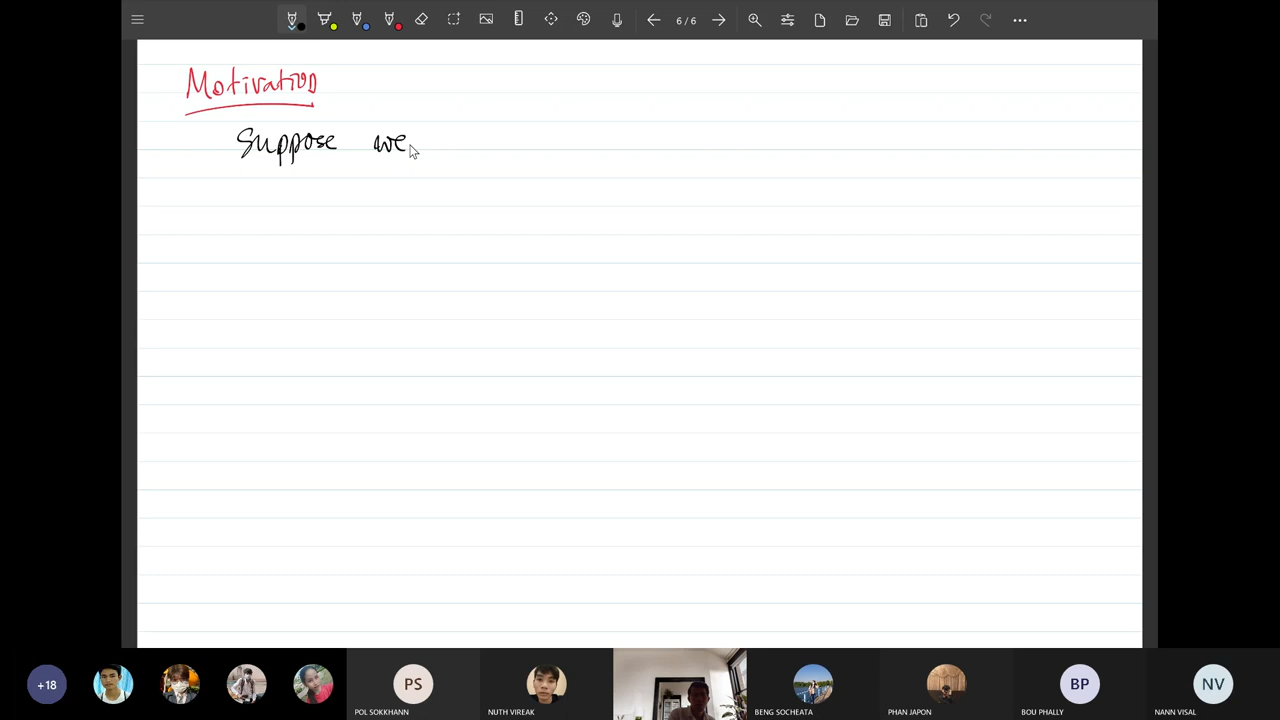 6/6
Motivation
Suppose we
+18
PS
BP
NV
POL SOKKHANN
NUTH VIREAK
BENG SOCHEATA
PHAN JAPON
BOU PHALLY
NANN VISAL